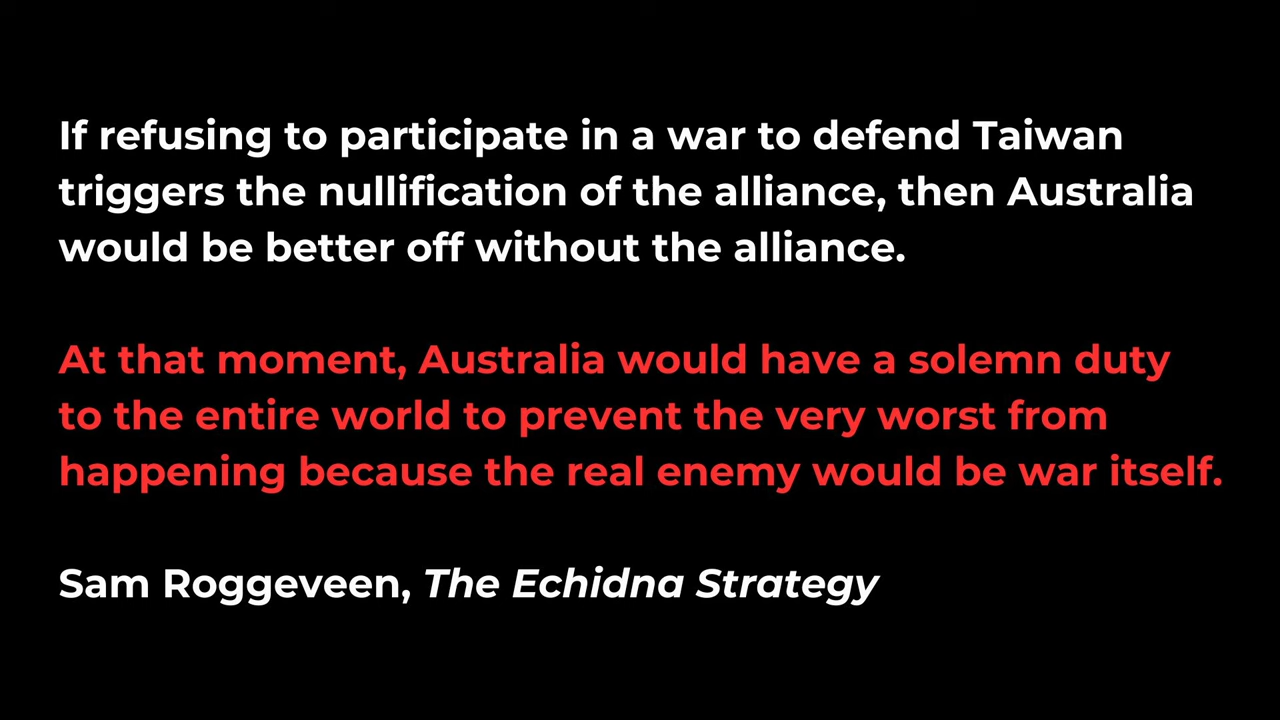 If refusing to participate in a war to defend Taiwan
triggers the nullification of the alliance, then Australia
would be better off without the alliance.
At that moment, Australia would have a solemn duty
to the entire world to prevent the very worst from
happening because the real enemy would be war itself.
Sam Roggeveen, The Echidna Strategy